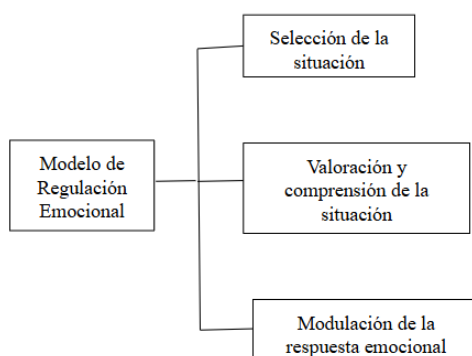 Selección de la
situación
Modelo de
Regulación
Emocional
Valoración y
comprensión de la
situación
Modulación de la
respuesta emocional